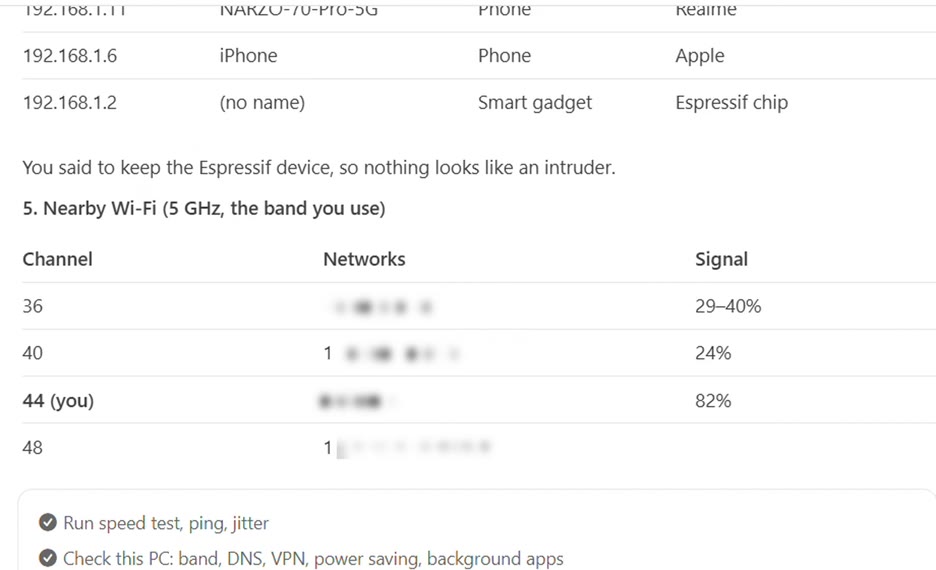 192.168.1.11 NARZO-70-Pro-5G Phone Realme
192.168.1.6 iPhone Phone Apple
192.168.1.2 (no name) Smart gadget Espressif chip
You said to keep the Espressif device, so nothing looks like an intruder.
5. Nearby Wi-Fi (5 GHz, the band you use)
Channel Networks Signal
36 29–40%
40 1 24%
44 (you) 82%
48 1
Run speed test, ping, jitter
Check this PC: band, DNS, VPN, power saving, background apps